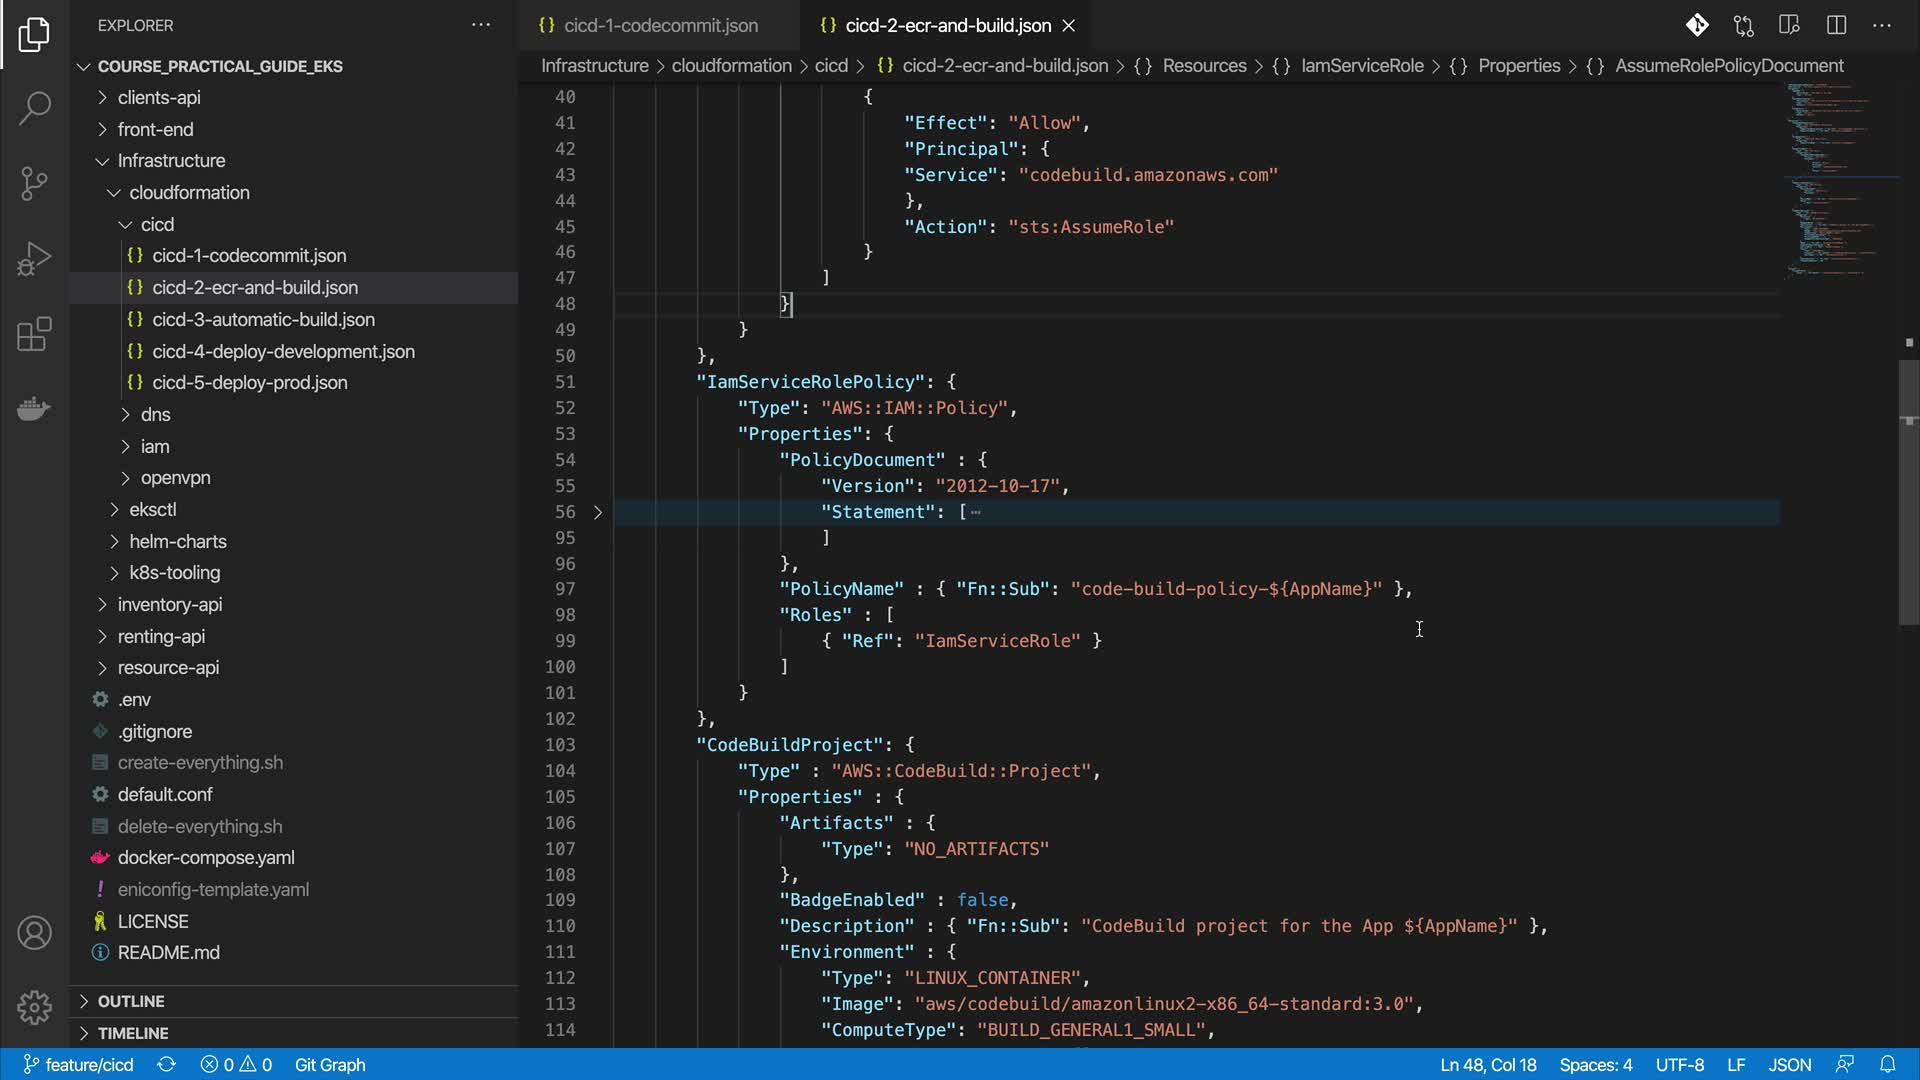 EXPLORER
COURSE_PRACTICAL_GUIDE_EKS
clients-api
front-end
Infrastructure
cloudformation
cicd
{} cicd-1-codecommit.json
{} cicd-2-ecr-and-build.json
{} cicd-3-automatic-build.json
{} cicd-4-deploy-development.json
{} cicd-5-deploy-prod.json
dns
iam
openvpn
eksctl
helm-charts
k8s-tooling
inventory-api
renting-api
resource-api
.env
.gitignore
create-everything.sh
default.conf
delete-everything.sh
docker-compose.yaml
! eniconfig-template.yaml
LICENSE
README.md
OUTLINE
TIMELINE
{} cicd-1-codecommit.json
{} cicd-2-ecr-and-build.json
Infrastructure > cloudformation > cicd > {} cicd-2-ecr-and-build.json > {} Resources > {} IamServiceRole > {} Properties > {} AssumeRolePolicyDocument
40 {
41 "Effect": "Allow",
42 "Principal": {
43 "Service": "codebuild.amazonaws.com"
44 },
45 "Action": "sts:AssumeRole"
46 }
47 ]
48 }
49 }
50 },
51 "IamServiceRolePolicy": {
52 "Type": "AWS::IAM::Policy",
53 "Properties": {
54 "PolicyDocument" : {
55 "Version": "2012-10-17",
56 "Statement": [ ⋯
95 ]
96 },
97 "PolicyName" : { "Fn::Sub": "code-build-policy-${AppName}" },
98 "Roles" : [
99 { "Ref": "IamServiceRole" }
100 ]
101 }
102 },
103 "CodeBuildProject": {
104 "Type" : "AWS::CodeBuild::Project",
105 "Properties" : {
106 "Artifacts" : {
107 "Type": "NO_ARTIFACTS"
108 },
109 "BadgeEnabled" : false,
110 "Description" : { "Fn::Sub": "CodeBuild project for the App ${AppName}" },
111 "Environment" : {
112 "Type": "LINUX_CONTAINER",
113 "Image": "aws/codebuild/amazonlinux2-x86_64-standard:3.0",
114 "ComputeType": "BUILD_GENERAL1_SMALL",
feature/cicd
0 0
Git Graph
Ln 48, Col 18
Spaces: 4
UTF-8
LF
JSON